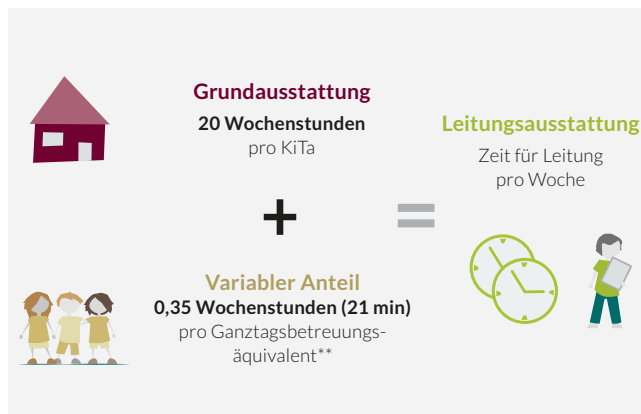 Grundausstattung
20 Wochenstunden
pro KiTa
+
Variabler Anteil
0,35 Wochenstunden (21 min)
pro Ganztagsbetreuungs-
äquivalent**
=
Leitungsausstattung
Zeit für Leitung
pro Woche